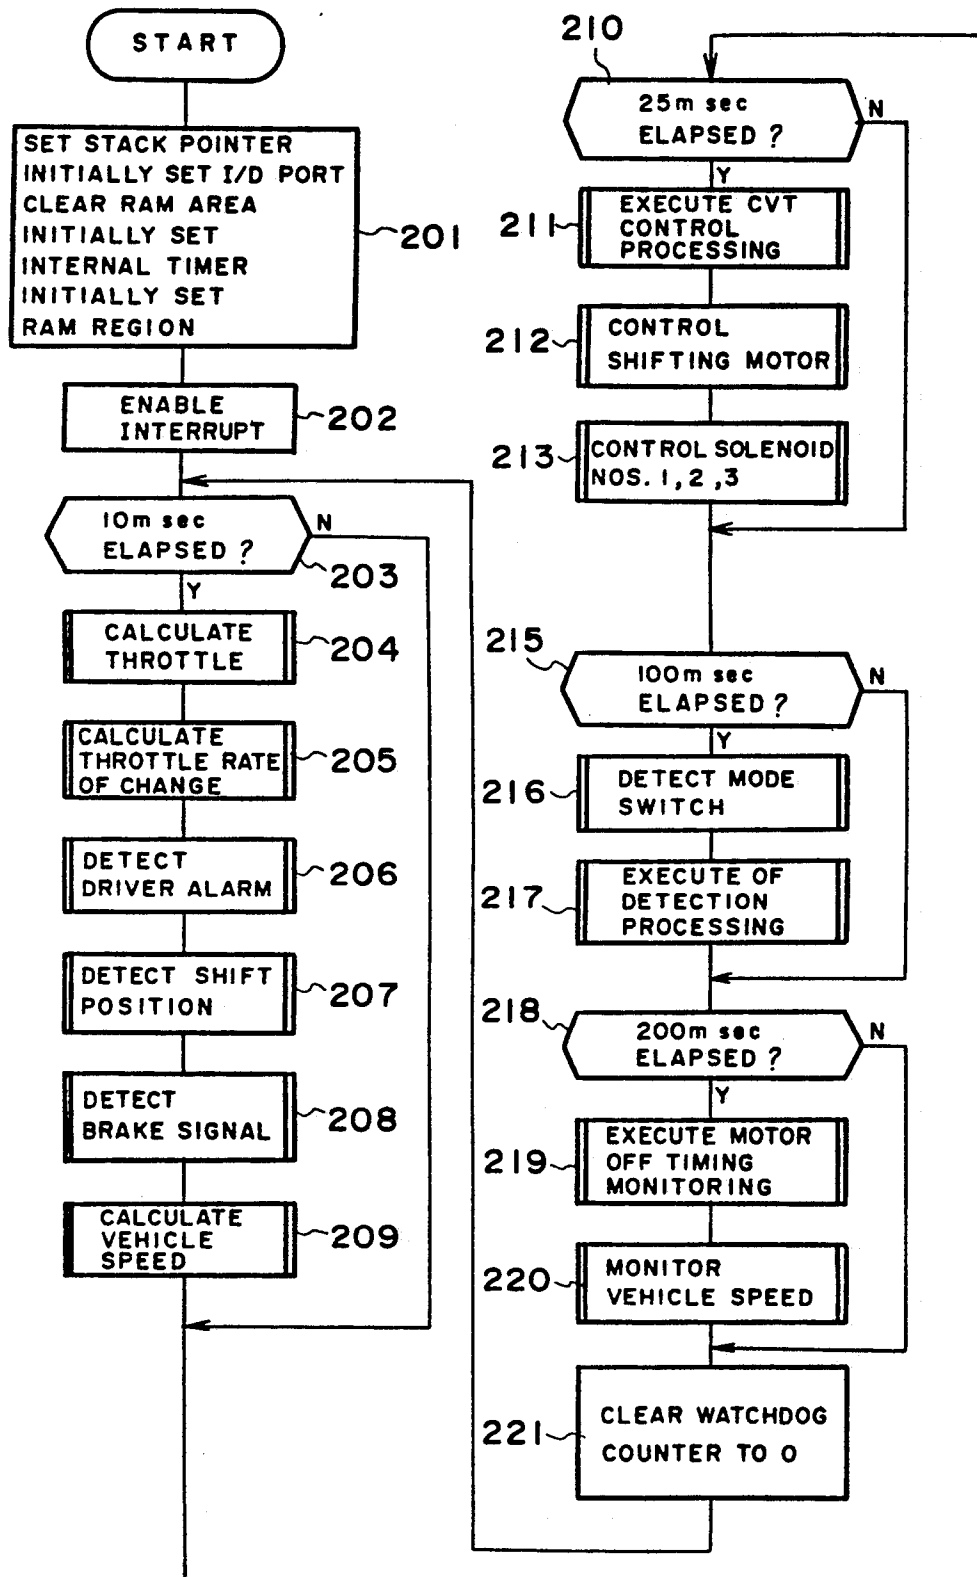 START
SET STACK POINTER
INITIALLY SET I/D PORT
CLEAR RAM AREA
INITIALLY SET
INTERNAL TIMER
INITIALLY SET
RAM REGION
201
ENABLE
INTERRUPT
202
10m sec
ELAPSED ?
N
203
Y
CALCULATE
THROTTLE
204
CALCULATE
THROTTLE RATE
OF CHANGE
205
DETECT
DRIVER ALARM
206
DETECT SHIFT
POSITION
207
DETECT
BRAKE SIGNAL
208
CALCULATE
VEHICLE
SPEED
209
210
25m sec
ELAPSED ?
N
Y
211
EXECUTE CVT
CONTROL
PROCESSING
212
CONTROL
SHIFTING MOTOR
213
CONTROL SOLENOID
NOS. 1, 2 ,3
215
100m sec
ELAPSED ?
N
Y
216
DETECT MODE
SWITCH
217
EXECUTE OF
DETECTION
PROCESSING
218
200m sec
ELAPSED ?
N
Y
219
EXECUTE MOTOR
OFF TIMING
MONITORING
220
MONITOR
VEHICLE SPEED
221
CLEAR WATCHDOG
COUNTER TO 0